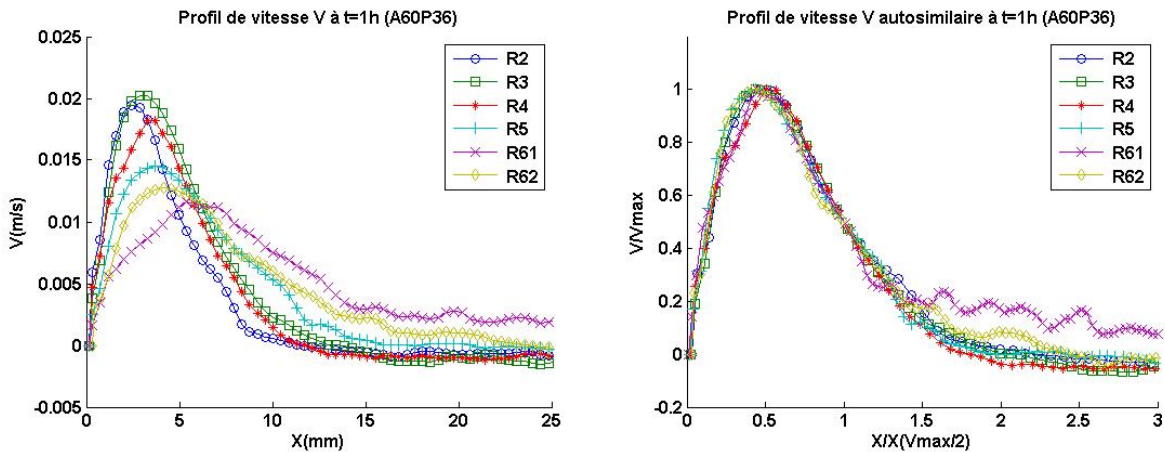 Profil de vitesse V à t=1h (A60P36)
0.025
0.02
0.015
0.01
0.005
0
-0.005
V(m/s)
0 5 10 15 20 25
X(mm)
R2
R3
R4
R5
R61
R62
Profil de vitesse V autosimilaire à t=1h (A60P36)
1
0.8
0.6
0.4
0.2
0
-0.2
V/Vmax
0 0.5 1 1.5 2 2.5 3
X/X(Vmax/2)
R2
R3
R4
R5
R61
R62